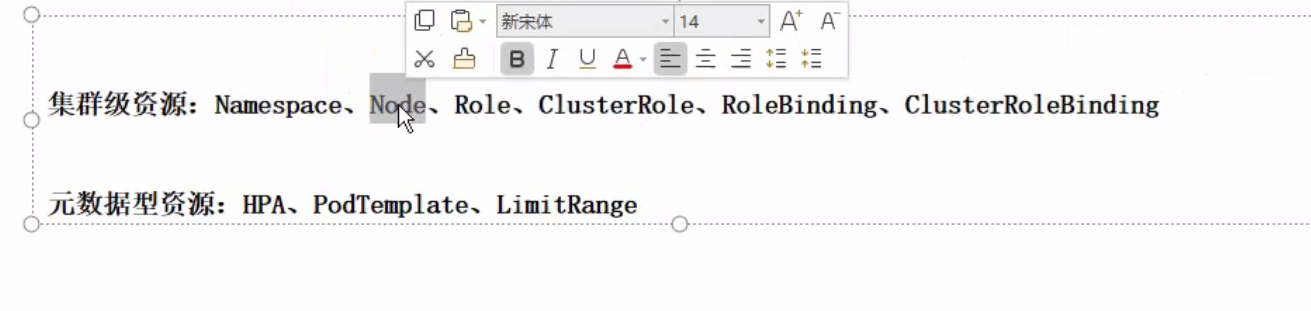 新宋体 14 A+ A-
B I U A
集群级资源：Namespace、Node、Role、ClusterRole、RoleBinding、ClusterRoleBinding
元数据型资源：HPA、PodTemplate、LimitRange